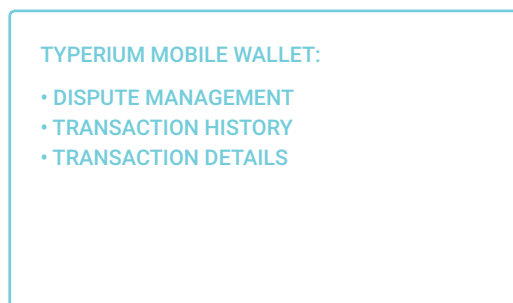 TYPERIUM MOBILE WALLET:
• DISPUTE MANAGEMENT
• TRANSACTION HISTORY
• TRANSACTION DETAILS